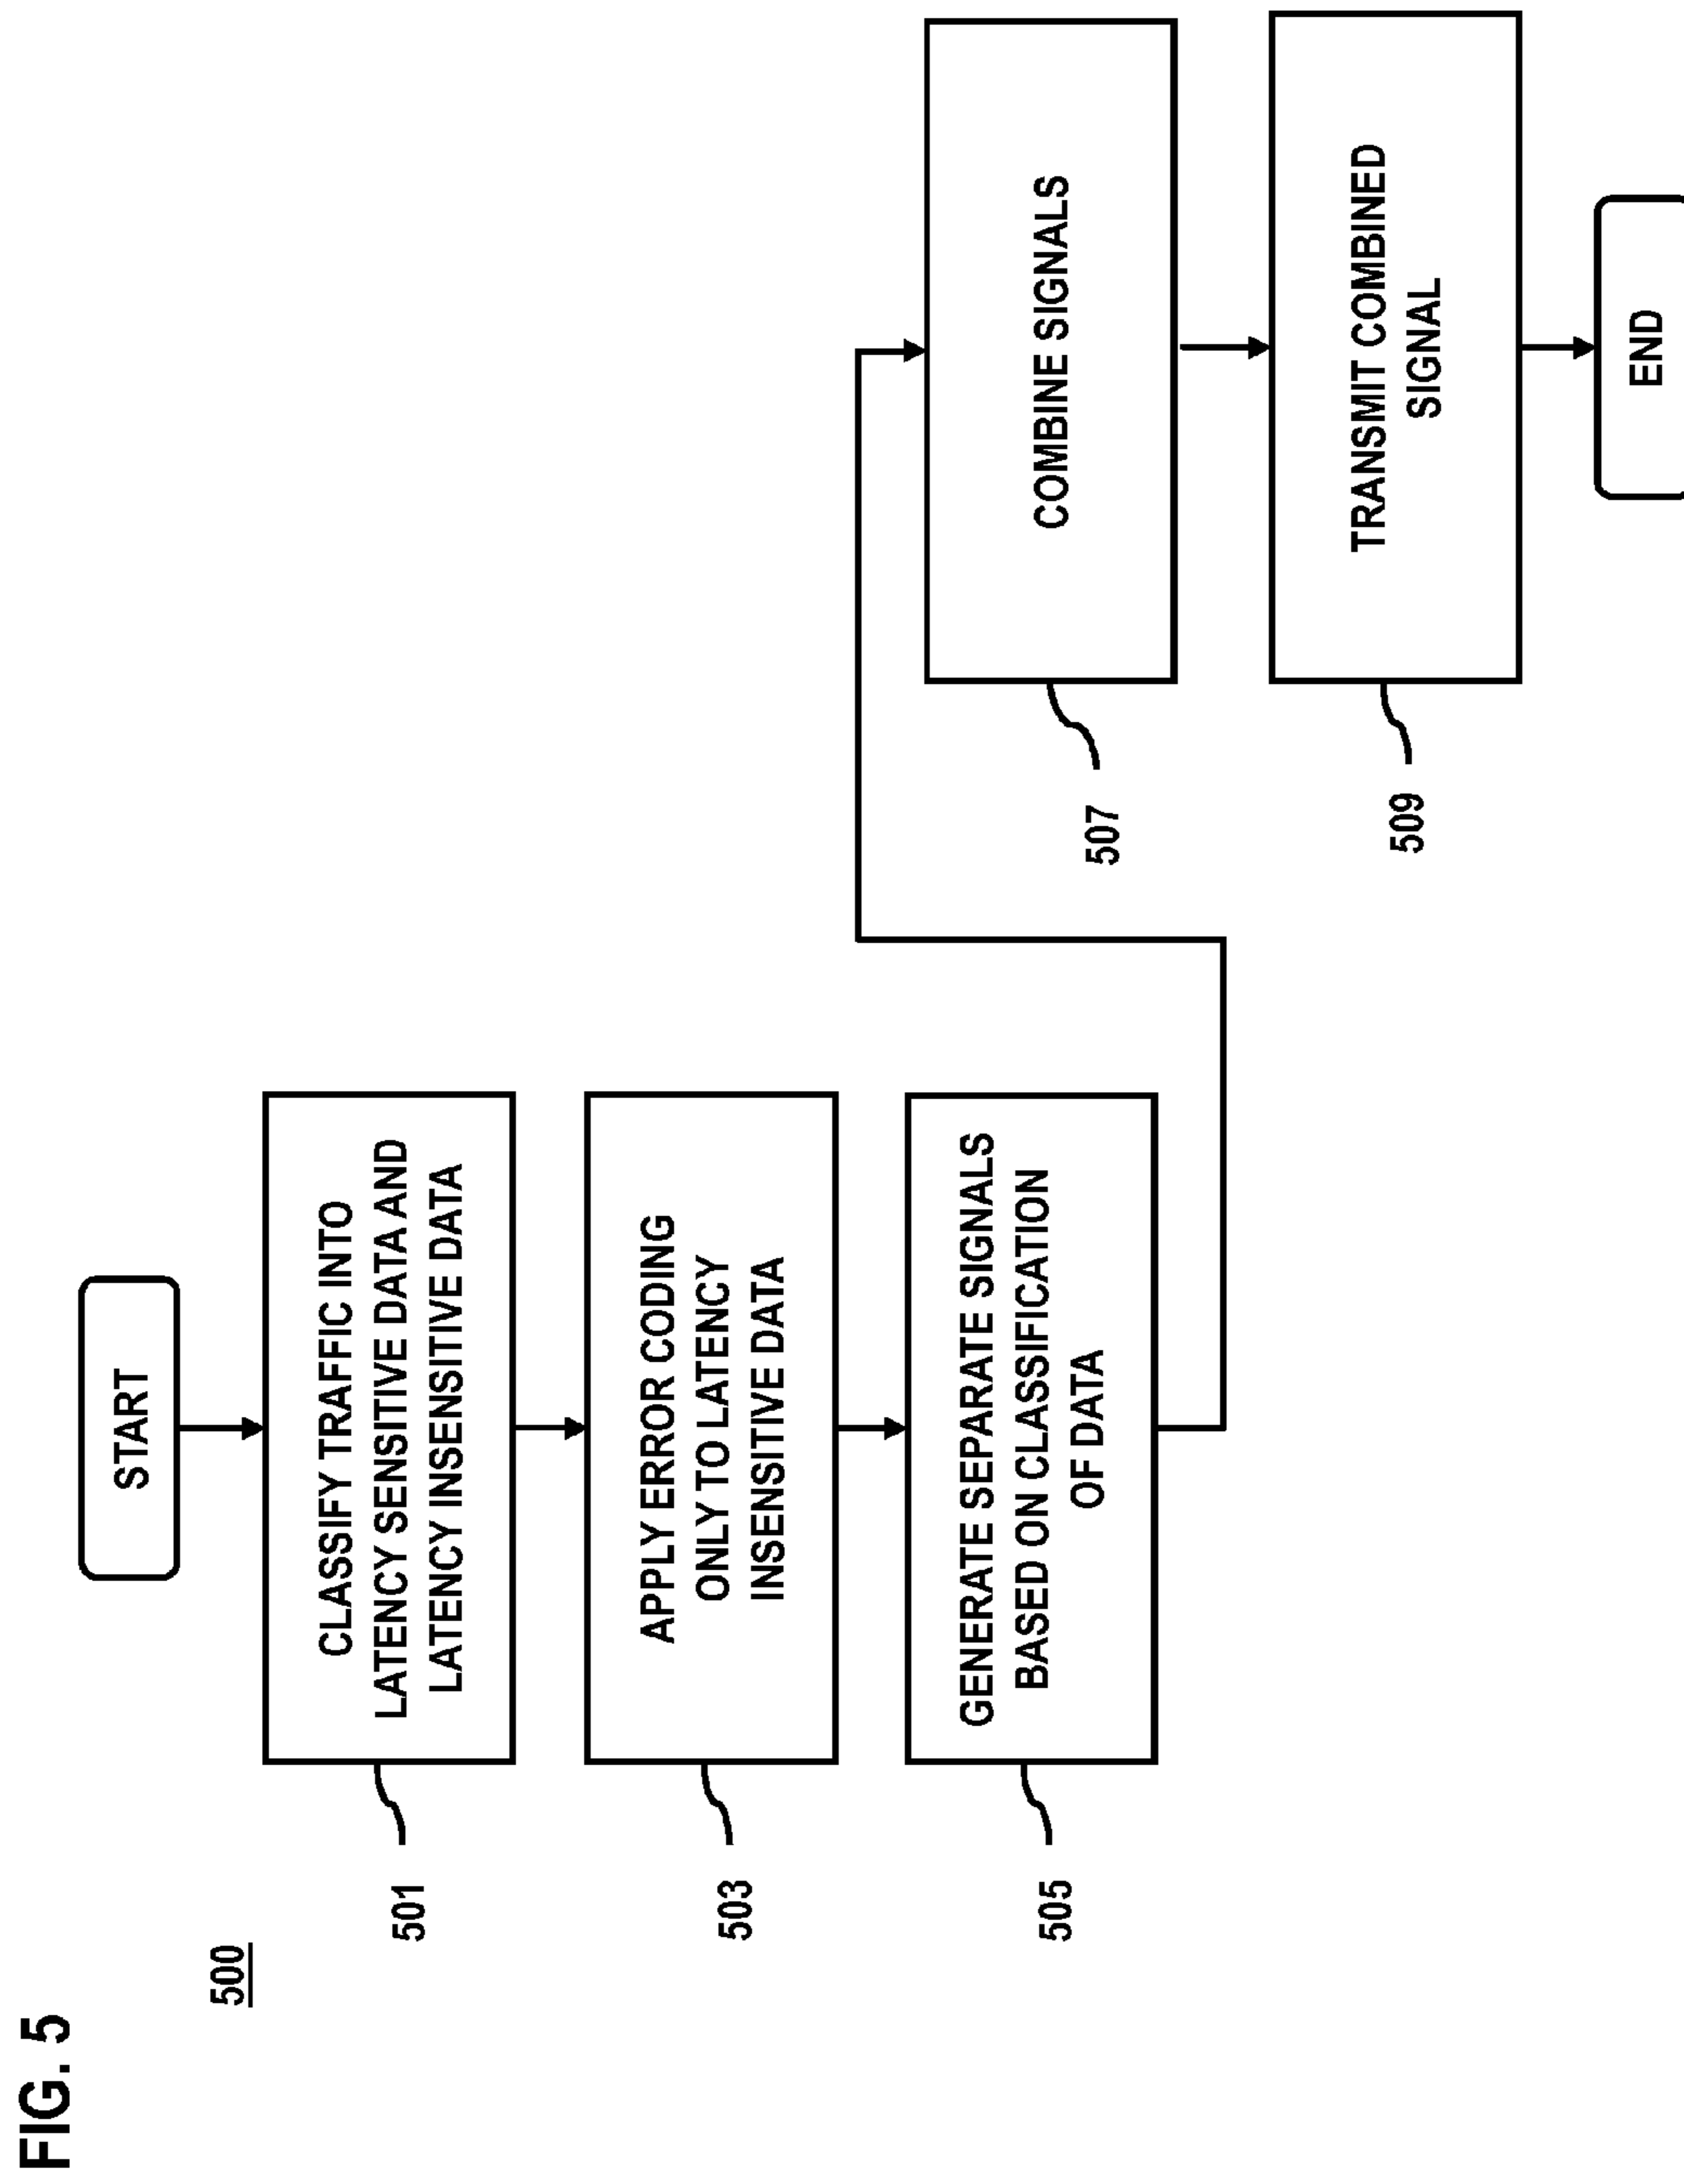 FIG. 5
500
START
501
CLASSIFY TRAFFIC INTO
LATENCY SENSITIVE DATA AND
LATENCY INSENSITIVE DATA
503
APPLY ERROR CODING
ONLY TO LATENCY
INSENSITIVE DATA
505
GENERATE SEPARATE SIGNALS
BASED ON CLASSIFICATION
OF DATA
507
COMBINE SIGNALS
509
TRANSMIT COMBINED
SIGNAL
END